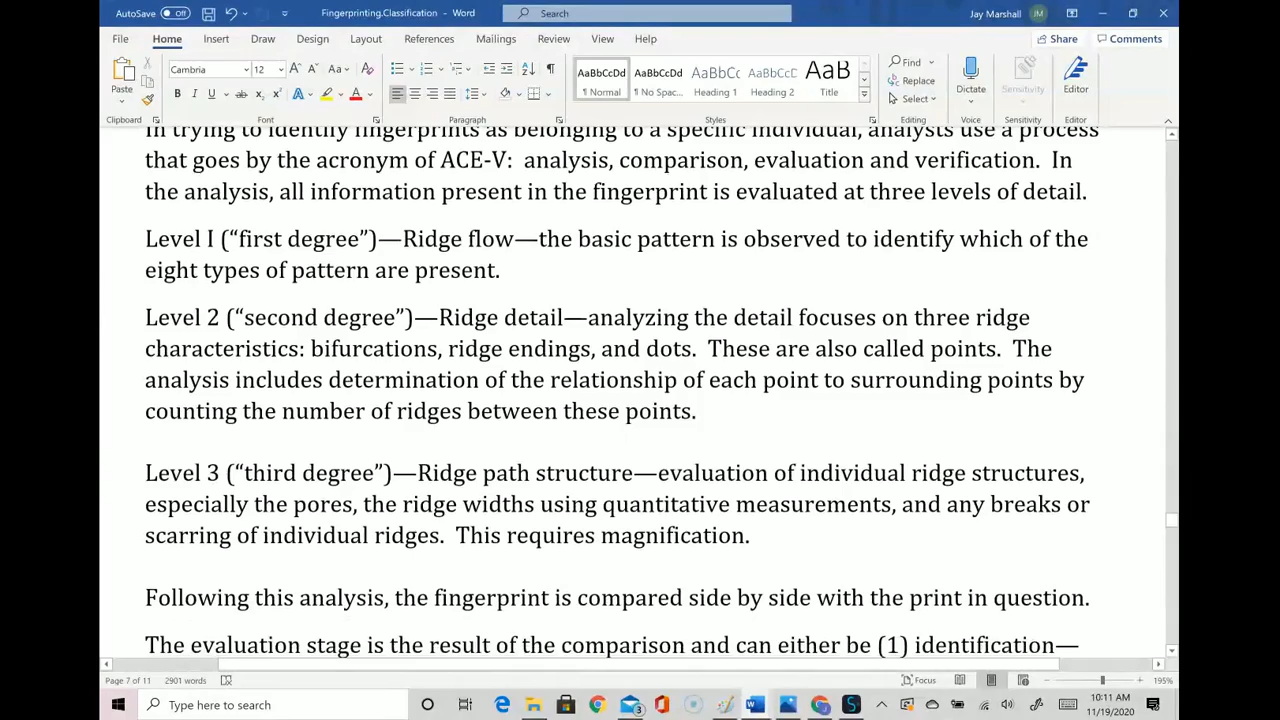 AutoSave Off Fingerprinting.Classification - Word Search Jay Marshall JM
File Home Insert Draw Design Layout References Mailings Review View Help Share Comments
Cambria 12 A A Aa A AaBbCcDd AaBbCcDd AaBbCc AaBbCcDd AaB Find
Paste B I U ab x₂ x² A A Normal No Spac... Heading 1 Heading 2 Title Replace Select Dictate Sensitivity Editor
Clipboard Font Paragraph Styles Editing Voice Sensitivity Editor
In trying to identify fingerprints as belonging to a specific individual, analysts use a process
that goes by the acronym of ACE-V:  analysis, comparison, evaluation and verification.  In
the analysis, all information present in the fingerprint is evaluated at three levels of detail.
Level I (“first degree”)—Ridge flow—the basic pattern is observed to identify which of the
eight types of pattern are present.
Level 2 (“second degree”)—Ridge detail—analyzing the detail focuses on three ridge
characteristics: bifurcations, ridge endings, and dots.  These are also called points.  The
analysis includes determination of the relationship of each point to surrounding points by
counting the number of ridges between these points.
Level 3 (“third degree”)—Ridge path structure—evaluation of individual ridge structures,
especially the pores, the ridge widths using quantitative measurements, and any breaks or
scarring of individual ridges.  This requires magnification.
Following this analysis, the fingerprint is compared side by side with the print in question.
The evaluation stage is the result of the comparison and can either be (1) identification—
Page 7 of 11 2901 words Focus 195%
Type here to search 3 10:11 AM
11/19/2020